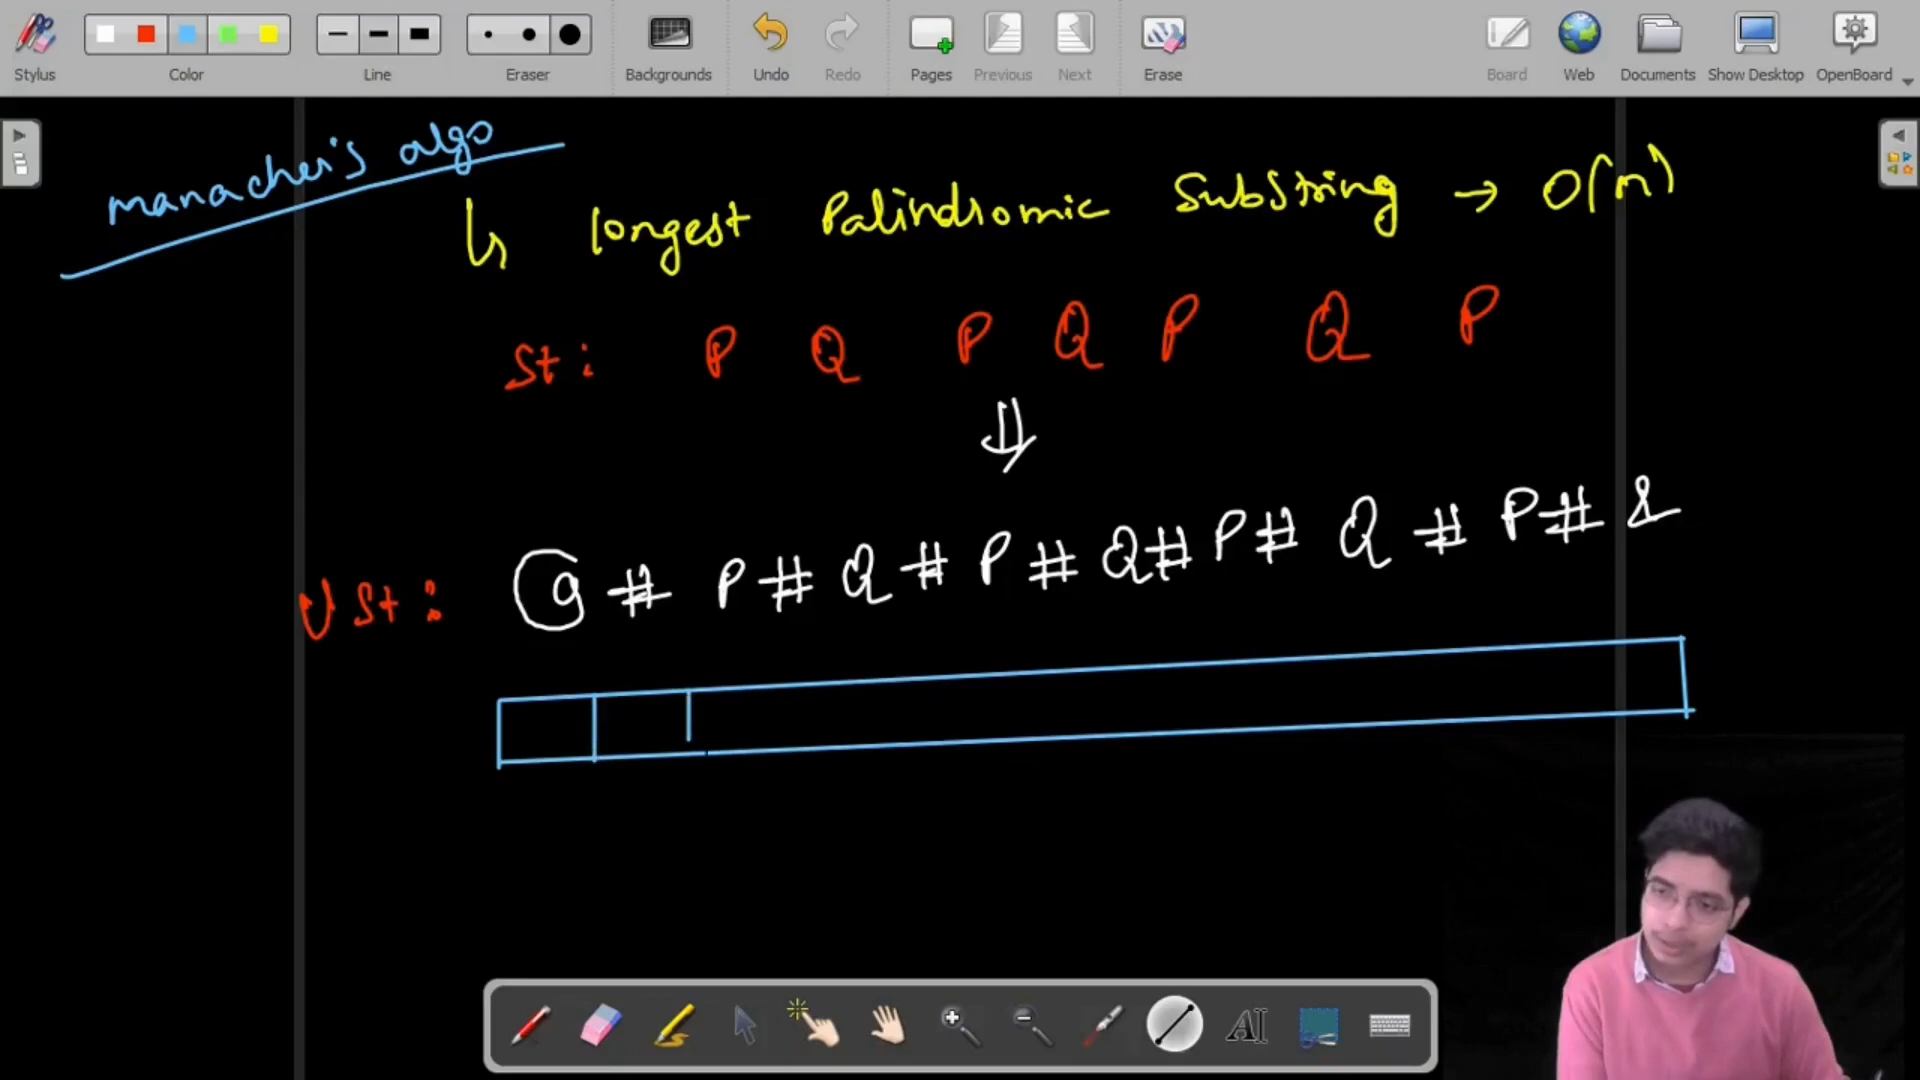 Stylus Color Line Eraser Backgrounds Undo Redo Pages Previous Next Erase Board Web Documents Show Desktop OpenBoard
manacher's algo
↳ longest Palindromic Substring → O(n)
St: P Q P Q P Q P
⇓
@ # P # Q # P # Q # P # Q # P # &
St:
AI